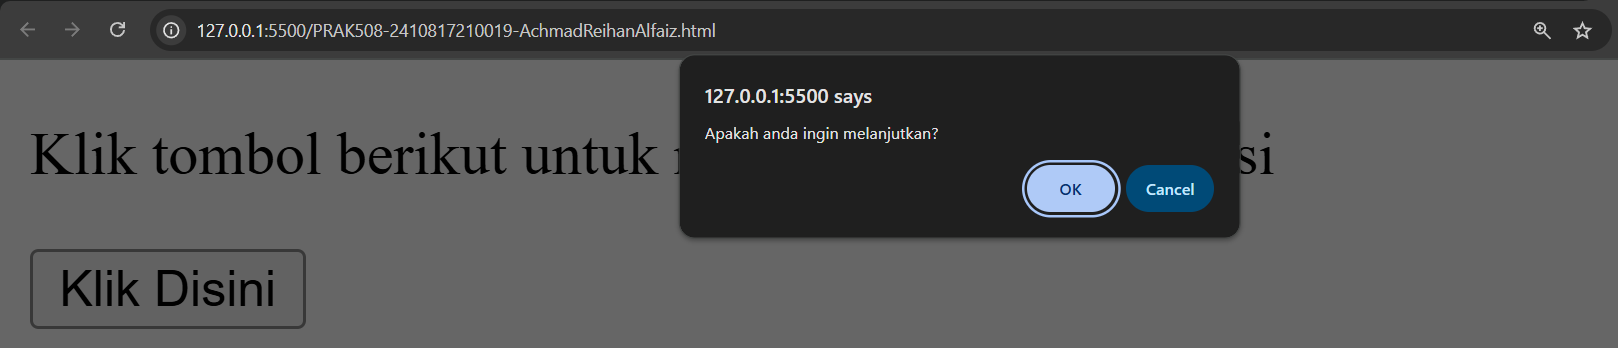 127.0.0.1:5500/PRAK508-2410817210019-AchmadReihanAlfaiz.html
127.0.0.1:5500 says
Apakah anda ingin melanjutkan?
OK Cancel
Klik tombol berikut untuk
Klik Disini